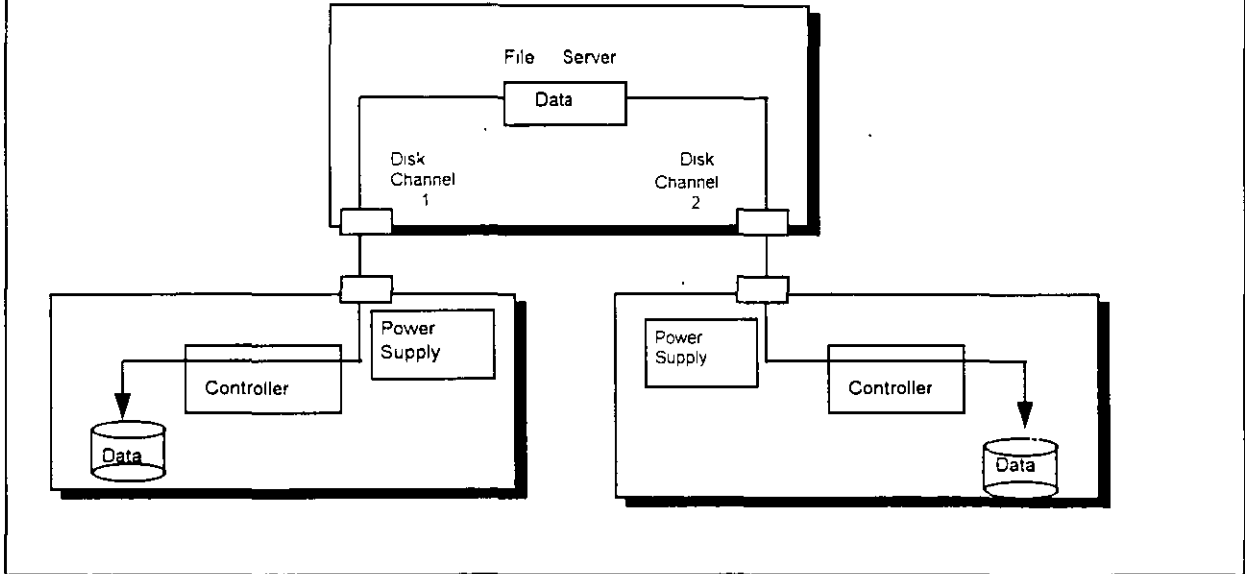 File Server
Data
Disk
Channel
1
Disk
Channel
2
Power
Supply
Controller
Data
Power
Supply
Controller
Data